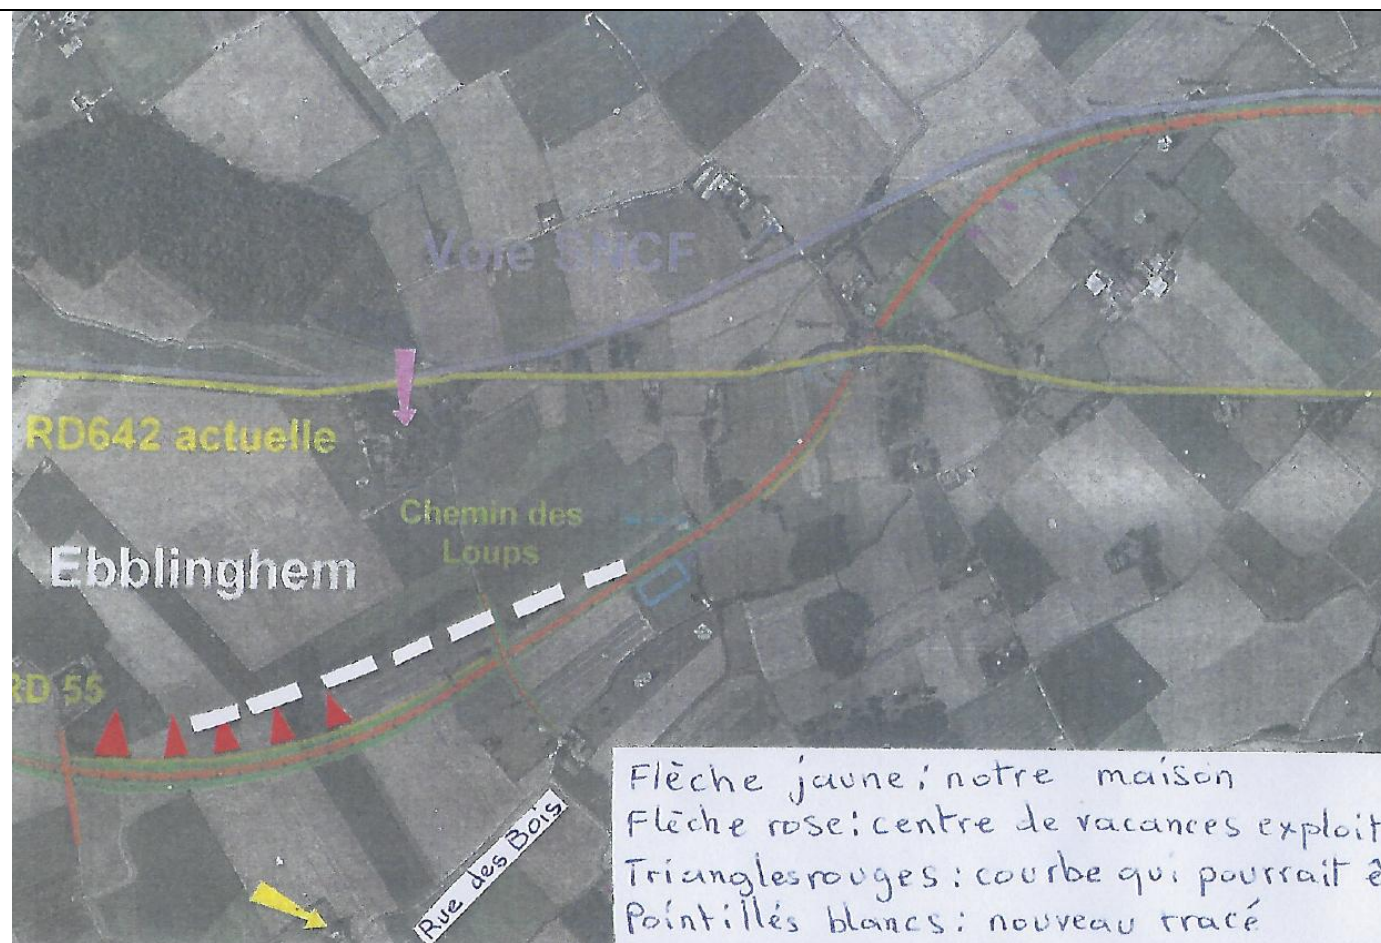 Voie SNCF
RD642 actuelle
Chemin des
Loups
Ebblinghem
RD 55
Rue des Bois
Flèche jaune : notre maison
Flèche rose : centre de vacances exploit
Triangles rouges : courbe qui pourrait ê
Pointillés blancs : nouveau tracé